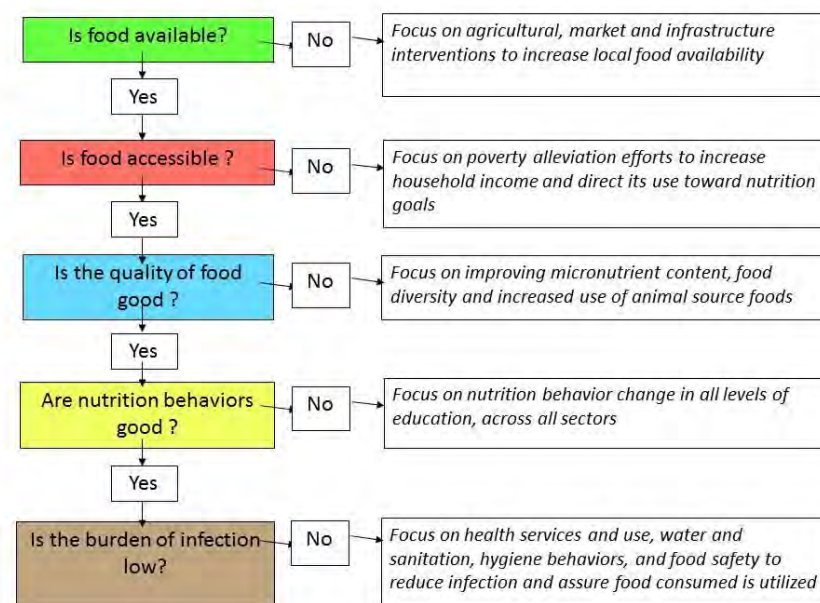 Is food available?
No
Focus on agricultural, market and infrastructure
interventions to increase local food availability
Yes
Is food accessible ?
No
Focus on poverty alleviation efforts to increase
household income and direct its use toward nutrition
goals
Yes
Is the quality of food
good ?
No
Focus on improving micronutrient content, food
diversity and increased use of animal source foods
Yes
Are nutrition behaviors
good ?
No
Focus on nutrition behavior change in all levels of
education, across all sectors
Yes
Is the burden of infection
low?
No
Focus on health services and use, water and
sanitation, hygiene behaviors, and food safety to
reduce infection and assure food consumed is utilized